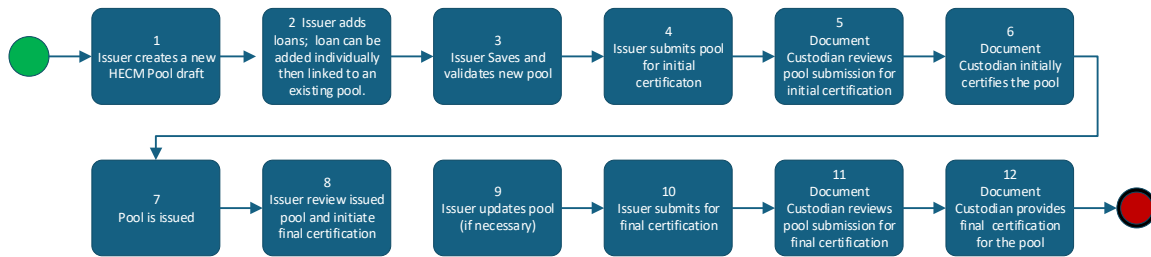 1
Issuer creates a new
HECM Pool draft
2 Issuer adds
loans; loan can be
added individually
then linked to an
existing pool.
3
Issuer Saves and
validates new pool
4
Issuer submits pool
for initial
certificaton
5
Document
Custodian reviews
pool submission for
initial certification
6
Document
Custodian initially
certifies the pool
7
Pool is issued
8
Issuer review issued
pool and initiate
final certification
9
Issuer updates pool
(if necessary)
10
Issuer submits for
final certification
11
Document
Custodian reviews
pool submission for
final certification
12
Document
Custodian provides
final certification
for the pool